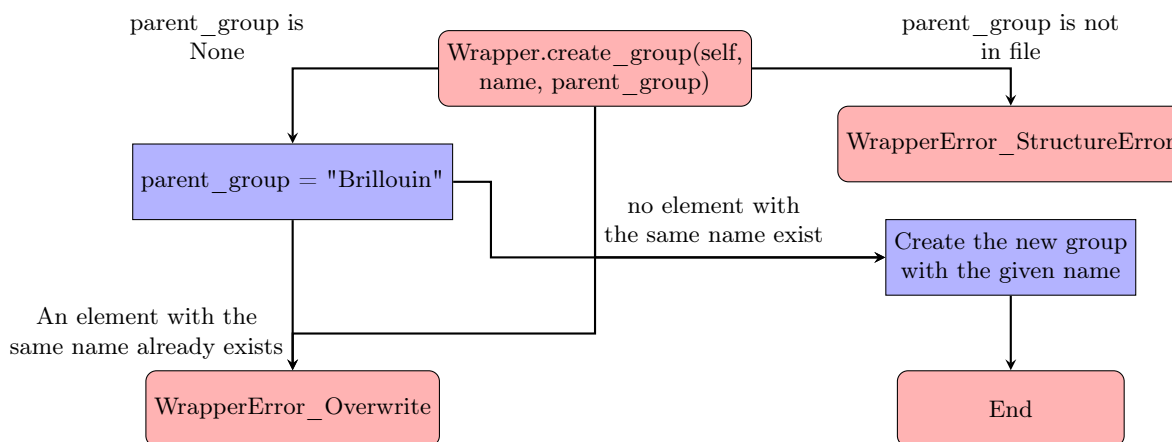 parent_group is
None
Wrapper.create_group(self,
name, parent_group)
parent_group is not
in file
WrapperError_StructureError
parent_group = "Brillouin"
no element with
the same name exist
Create the new group
with the given name
An element with the
same name already exists
WrapperError_Overwrite
End